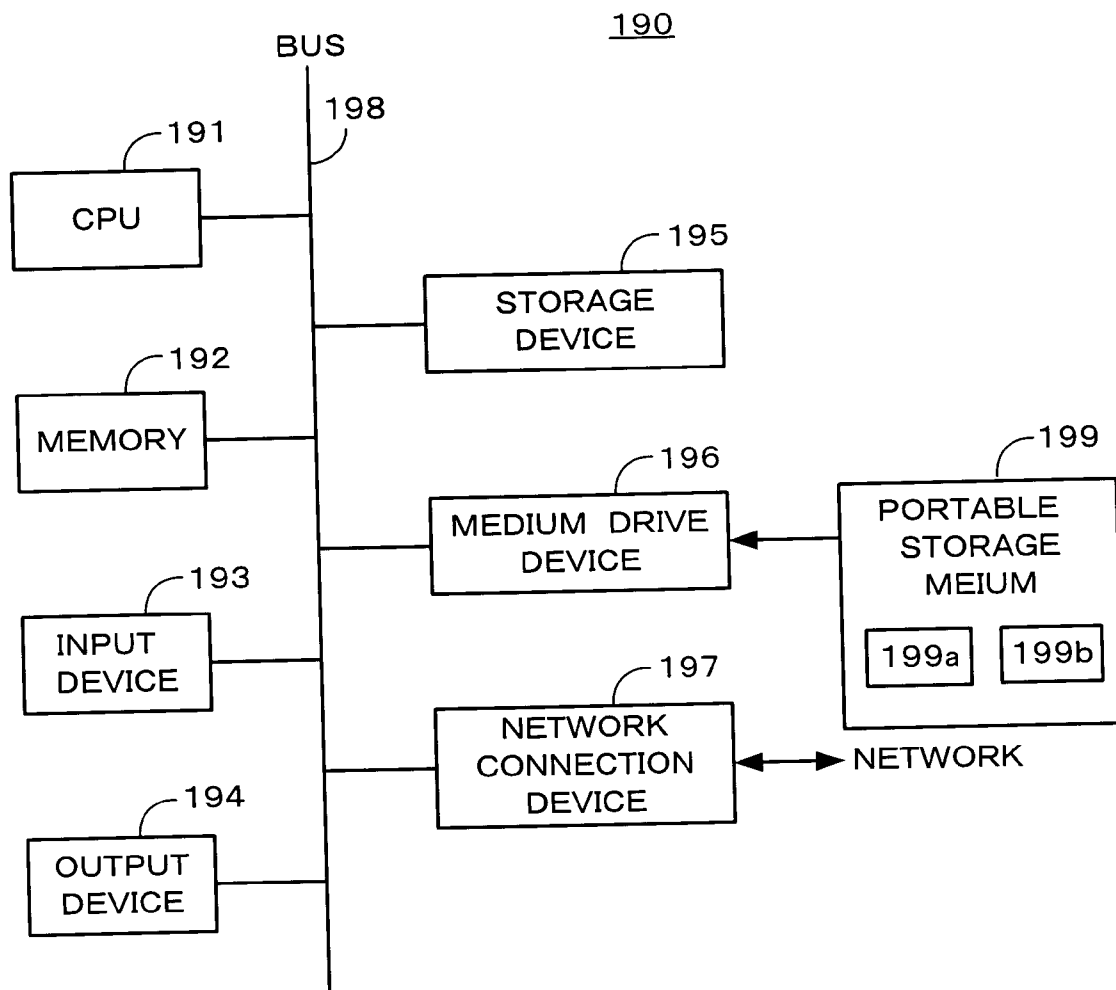 190
BUS
198
191
CPU
195
STORAGE
DEVICE
192
MEMORY
196
MEDIUM DRIVE
DEVICE
199
PORTABLE
STORAGE
MEIUM
199a
199b
193
INPUT
DEVICE
197
NETWORK
CONNECTION
DEVICE
NETWORK
194
OUTPUT
DEVICE